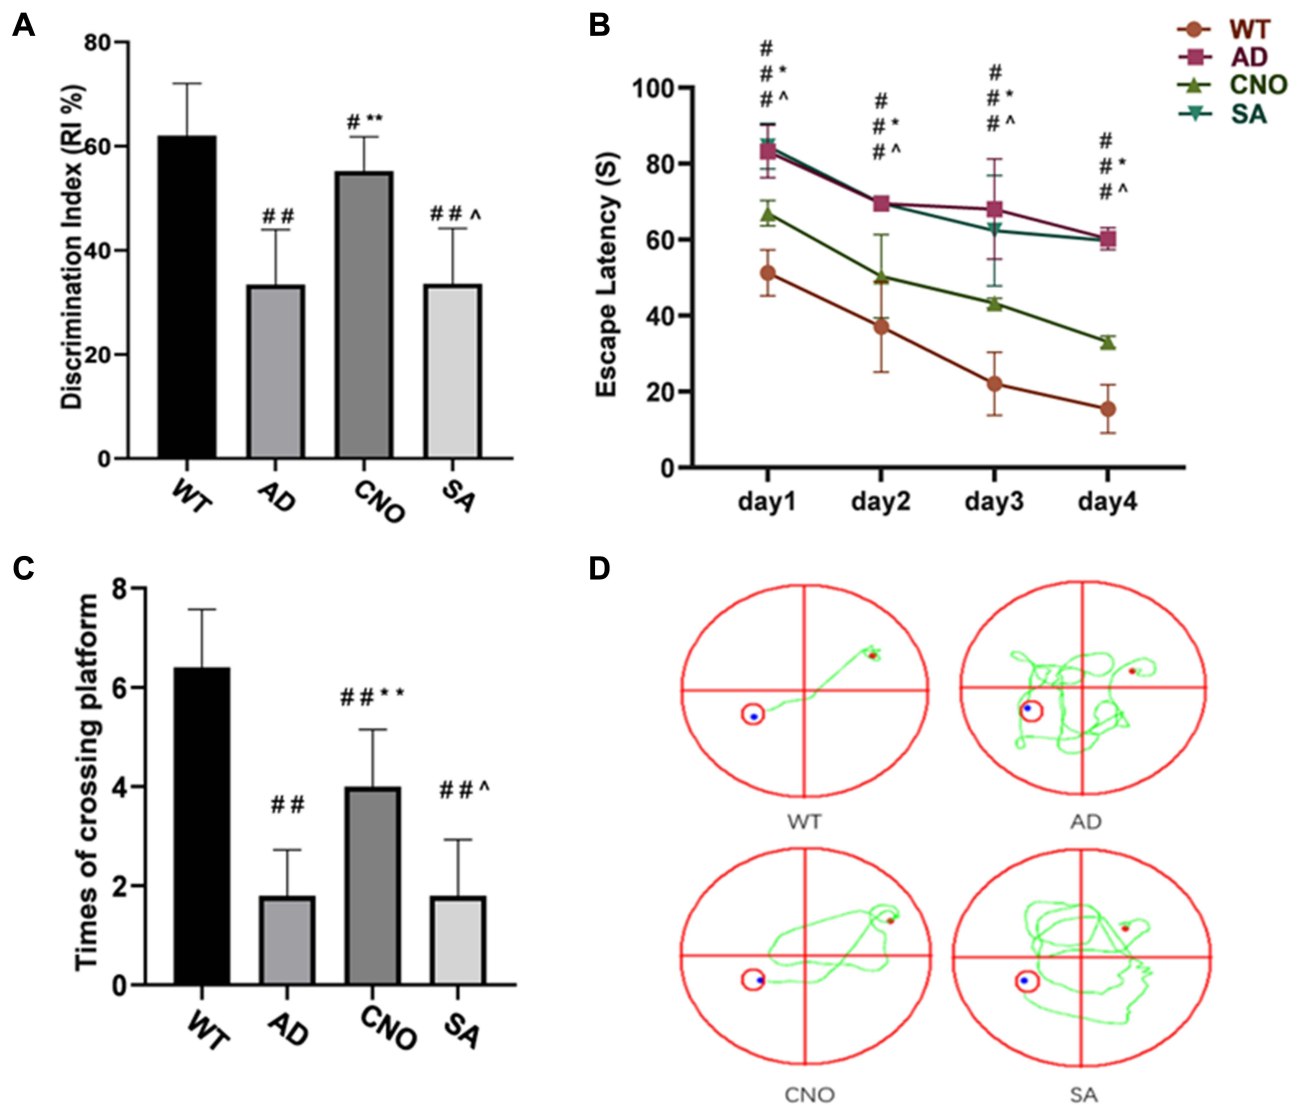 A
Discrimination Index (RI %)
80
60
40
20
0
##
# **
## ^
WT
AD
CNO
SA
B
Escape Latency (S)
100
80
60
40
20
0
#
# *
# ^
#
# *
# ^
#
# *
# ^
#
# *
# ^
day1
day2
day3
day4
WT
AD
CNO
SA
C
Times of crossing platform
8
6
4
2
0
##
##**
##^
WT
AD
CNO
SA
D
WT
AD
CNO
SA